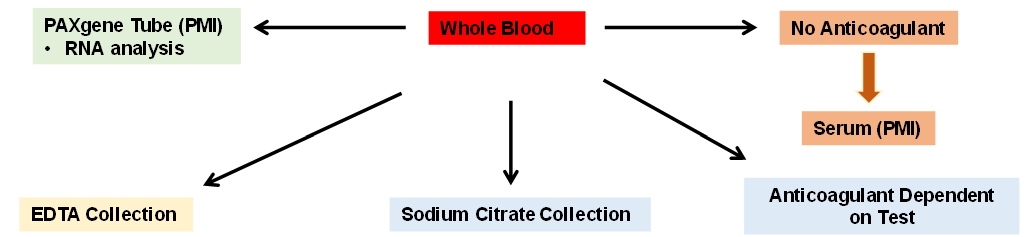 PAXgene Tube (PMI)
• RNA analysis
Whole Blood
No Anticoagulant
Serum (PMI)
EDTA Collection
Sodium Citrate Collection
Anticoagulant Dependent
on Test